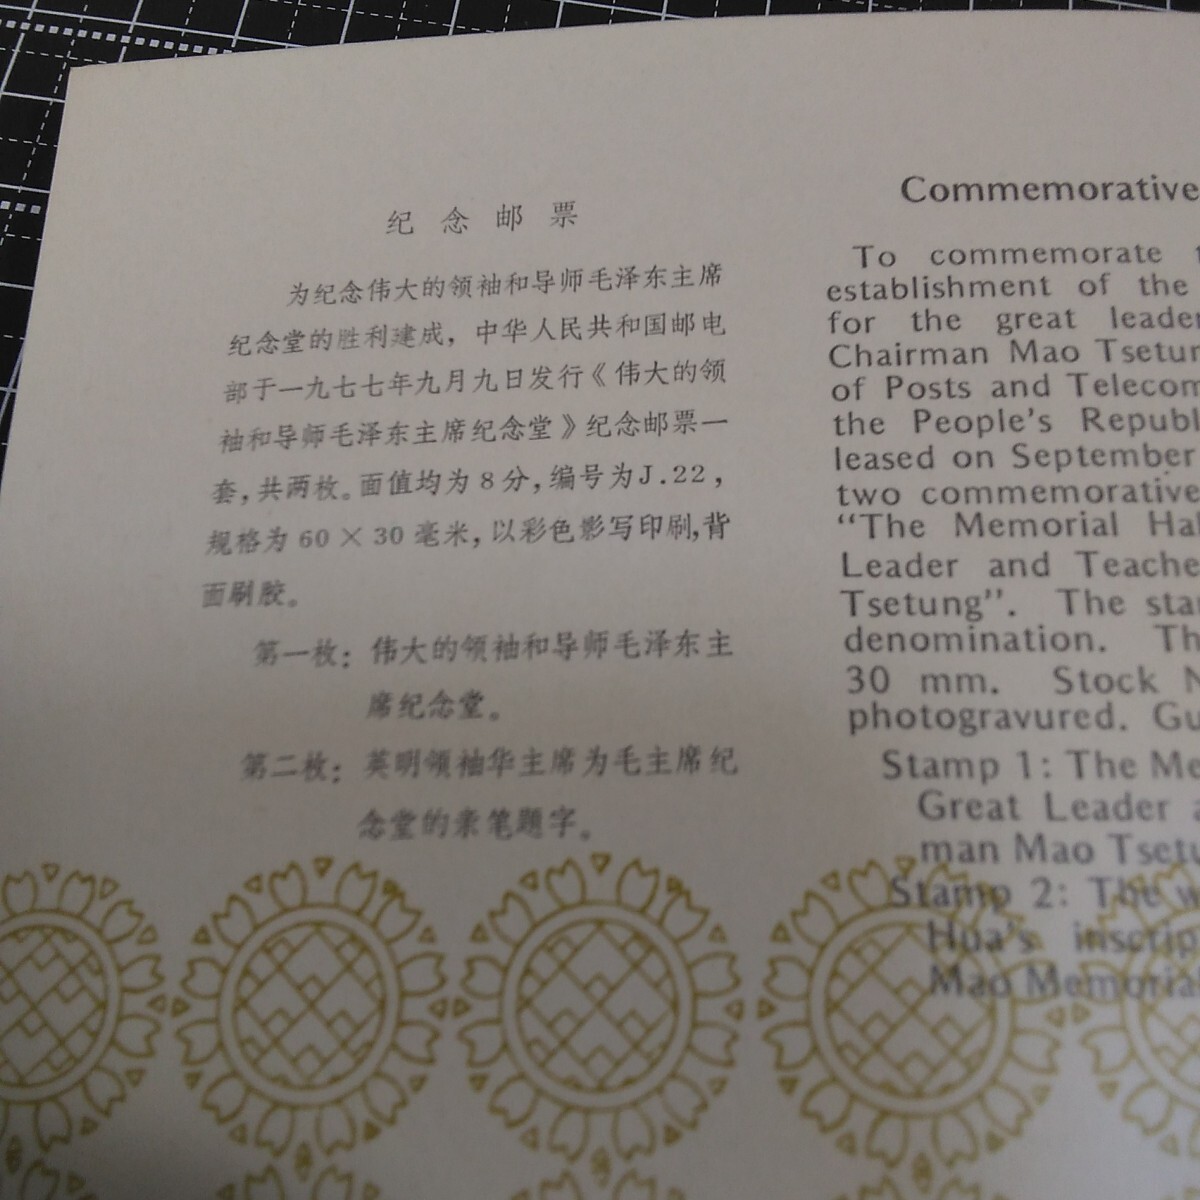 纪念邮票
为纪念伟大的领袖和导师毛泽东主席
纪念堂的胜利建成，中华人民共和国邮电
部于一九七七年九月九日发行《伟大的领
袖和导师毛泽东主席纪念堂》纪念邮票一
套，共两枚。面值均为8分，编号为J.22，
规格为60×30毫米，以彩色影写印刷，背
面刷胶。
第一枚：伟大的领袖和导师毛泽东主
席纪念堂。
第二枚：英明领袖华主席为毛主席纪
念堂的亲笔题字。
Commemorative
To commemorate
establishment of the
for the great leader
Chairman Mao Tsetun
of Posts and Telecom
the People's Republ
leased on September
two commemorative
“The Memorial Hal
Leader and Teache
Tsetung”. The sta
denomination. Th
30 mm. Stock N
photogravured. Gu
Stamp 1: The Me
Great Leader a
man Mao Tsetu
Stamp 2: The w
Hua's inscrip
Mao Memoria